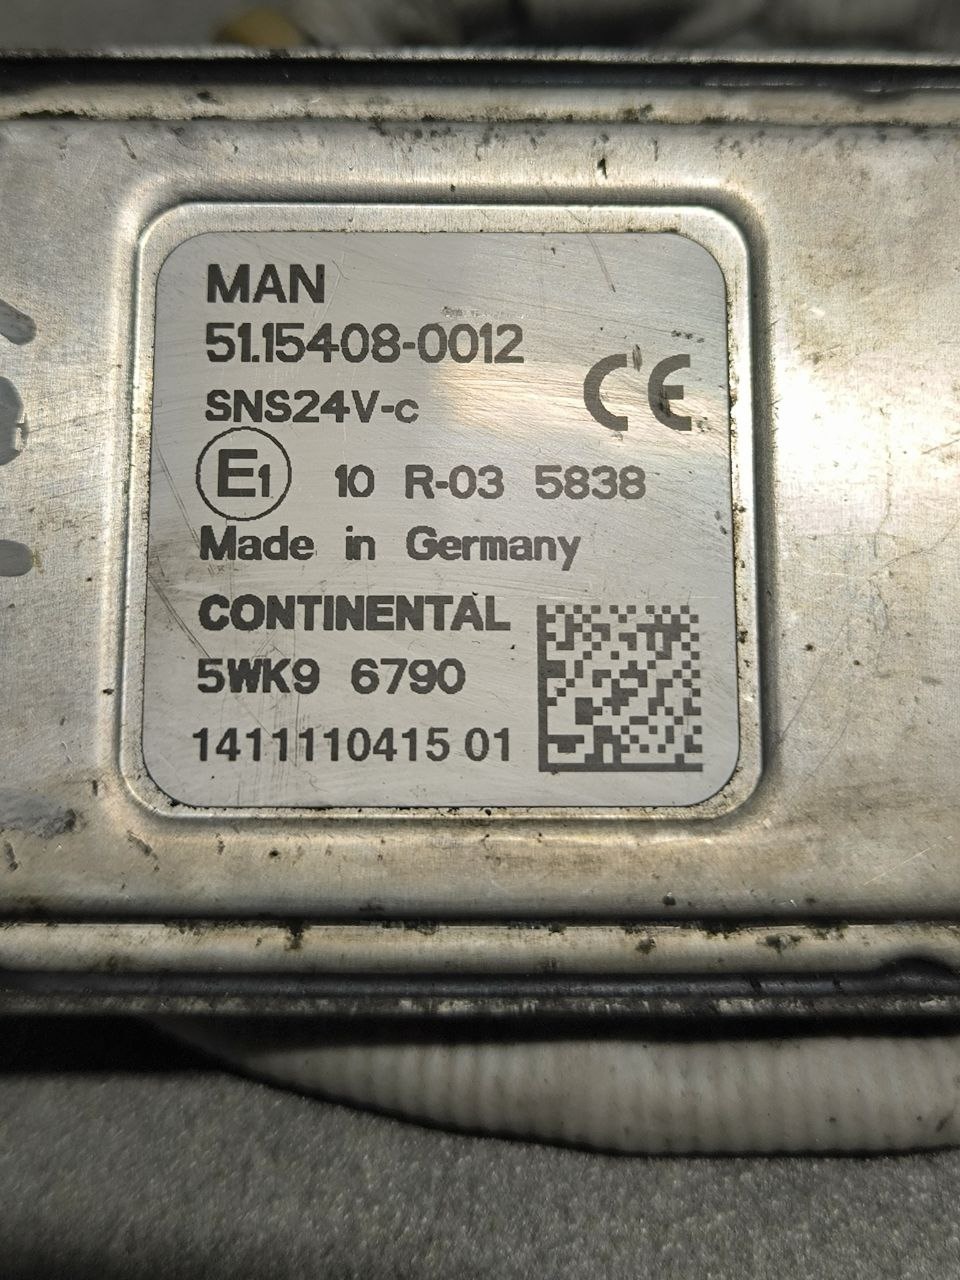 MAN
51.15408-0012
SNS24V-c
CE
E1 10 R-03 5838
Made in Germany
CONTINENTAL
5WK9 6790
1411110415 01